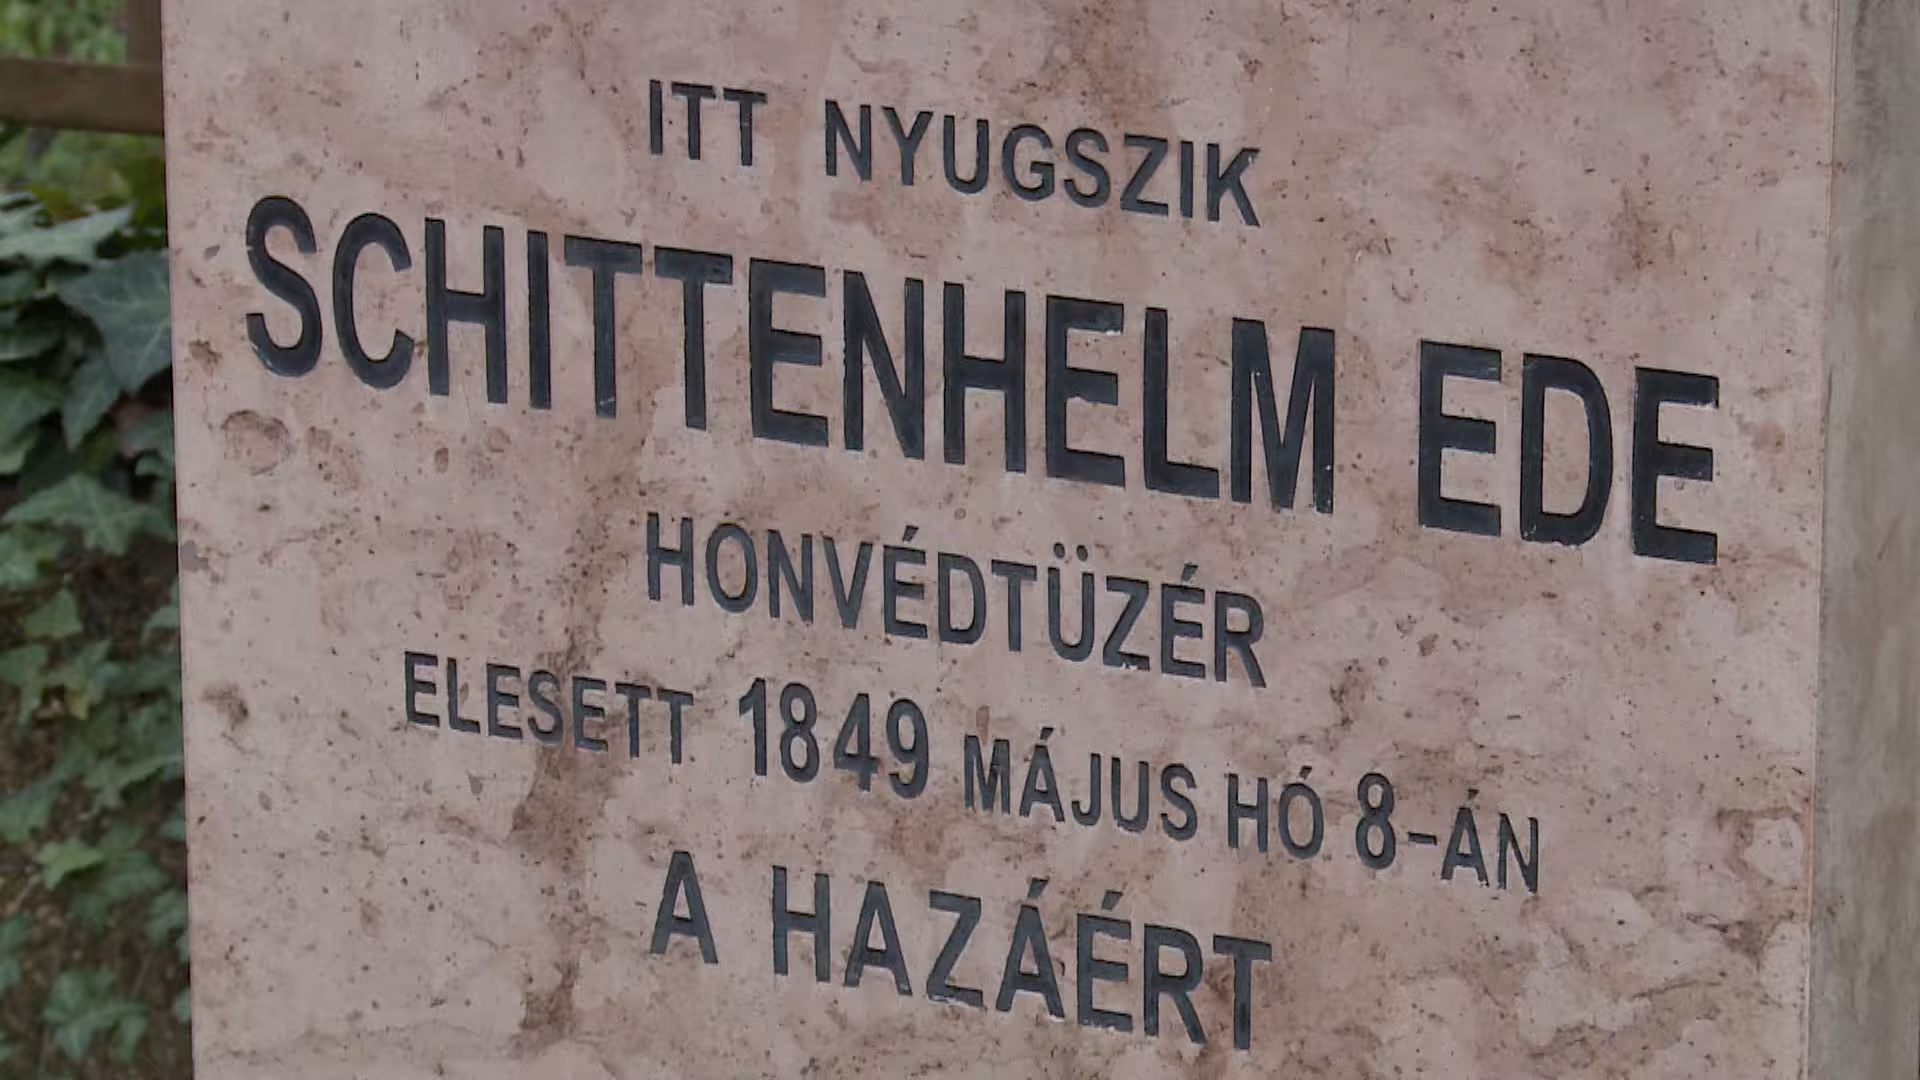 ITT NYUGSZIK
SCHITTENHELM EDE
HONVÉDTÜZÉR
ELESETT 1849 MÁJUS HÓ 8-ÁN
A HAZÁÉRT